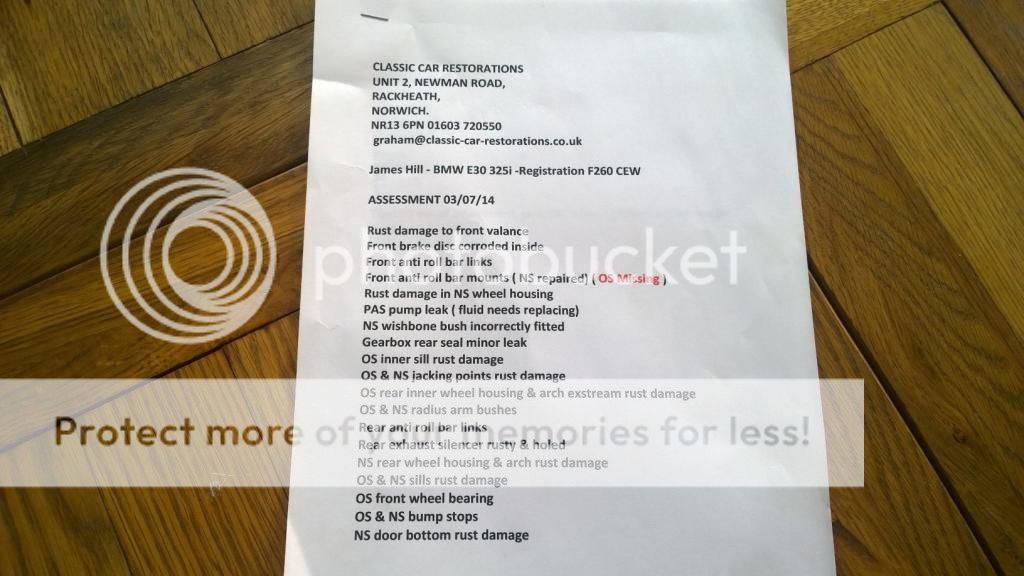 CLASSIC CAR RESTORATIONS
UNIT 2, NEWMAN ROAD,
RACKHEATH,
NORWICH.
NR13 6PN 01603 720550
graham@classic-car-restorations.co.uk
James Hill - BMW E30 325i -Registration F260 CEW
ASSESSMENT 03/07/14
Rust damage to front valance
Front brake disc corroded inside
Front anti roll bar links
Front anti roll bar mounts ( NS repaired) ( OS Missing )
Rust damage in NS wheel housing
PAS pump leak ( fluid needs replacing)
NS wishbone bush incorrectly fitted
Gearbox rear seal minor leak
OS inner sill rust damage
OS & NS jacking points rust damage
OS rear inner wheel housing & arch exstream rust damage
OS & NS radius arm bushes
Rear anti roll bar links
Rear exhaust silencer rusty & holed
NS rear wheel housing & arch rust damage
OS & NS sills rust damage
OS front wheel bearing
OS & NS bump stops
NS door bottom rust damage
photobucket
Protect more of your memories for less!